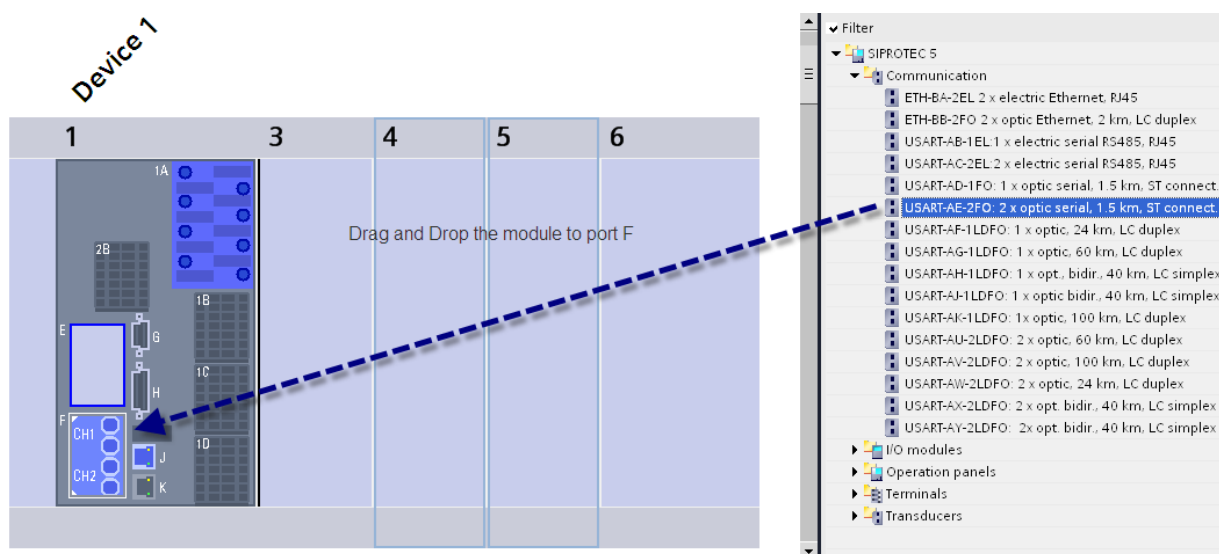 Device 1
1 3 4 5 6
1A
2B
1B
E
G
1C
H
F
CH1
1D
J
CH2
K
Drag and Drop the module to port F
Filter
SIPROTEC 5
Communication
ETH-BA-2EL 2 x electric Ethernet, RJ45
ETH-BB-2FO 2 x optic Ethernet, 2 km, LC duplex
USART-AB-1EL:1 x electric serial RS485, RJ45
USART-AC-2EL:2 x electric serial RS485, RJ45
USART-AD-1FO: 1 x optic serial, 1.5 km, ST connect.
USART-AE-2FO: 2 x optic serial, 1.5 km, ST connect.
USART-AF-1LDFO: 1 x optic, 24 km, LC duplex
USART-AG-1LDFO: 1 x optic, 60 km, LC duplex
USART-AH-1LDFO: 1 x opt., bidir., 40 km, LC simplex
USART-AJ-1LDFO: 1 x optic bidir., 40 km, LC simplex
USART-AK-1LDFO: 1x optic, 100 km, LC duplex
USART-AU-2LDFO: 2 x optic, 60 km, LC duplex
USART-AV-2LDFO: 2 x optic, 100 km, LC duplex
USART-AW-2LDFO: 2 x optic, 24 km, LC duplex
USART-AX-2LDFO: 2 x opt. bidir., 40 km, LC simplex
USART-AY-2LDFO: 2x opt. bidir., 40 km, LC simplex
I/O modules
Operation panels
Terminals
Transducers